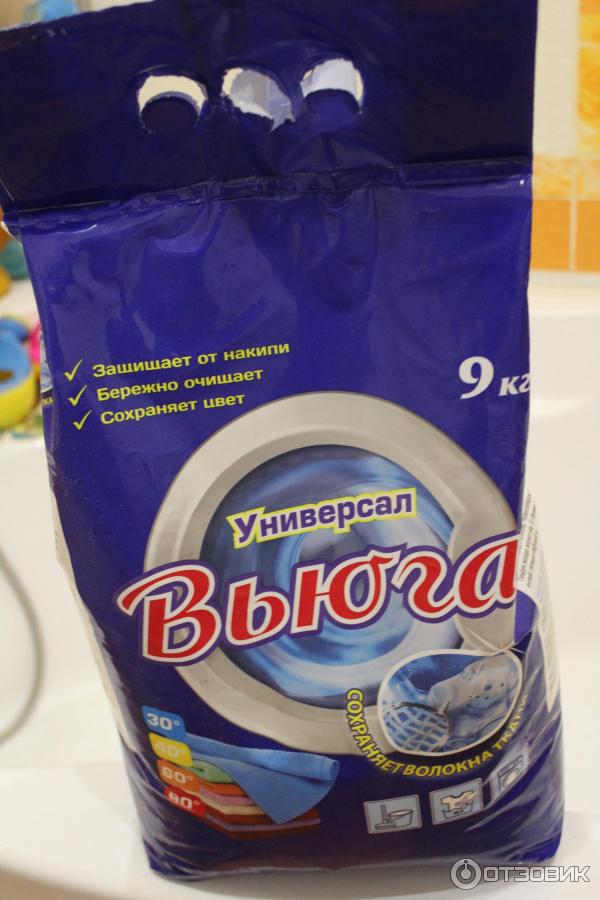 Защищает от накипи
Бережно очищает
Сохраняет цвет
9 кг
Универсал
Вьюга
СОХРАНЯЕТ ВОЛОКНА ТКАНИ
30°
40°
60°
90°
ОТЗОВИК